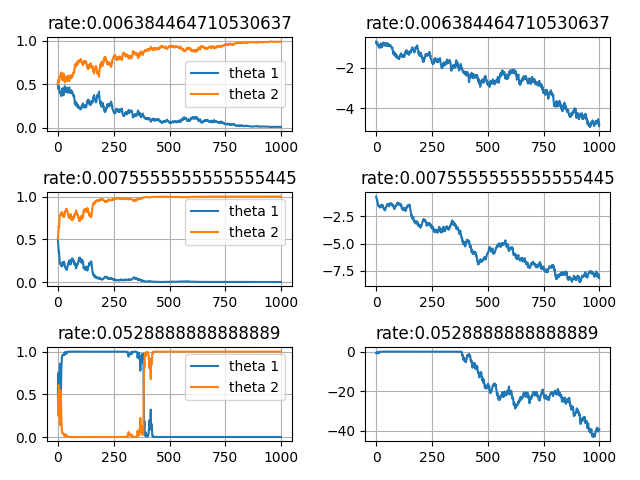 rate:0.006384464710530637
1.0
0.5
0.0
theta 1
theta 2
0 250 500 750 1000
rate:0.006384464710530637
−2
−4
0 250 500 750 1000
rate:0.0075555555555555445
1.0
0.5
0.0
theta 1
theta 2
0 250 500 750 1000
rate:0.0075555555555555445
−2.5
−5.0
−7.5
0 250 500 750 1000
rate:0.0528888888888889
1.0
0.5
0.0
theta 1
theta 2
0 250 500 750 1000
rate:0.0528888888888889
0
−20
−40
0 250 500 750 1000